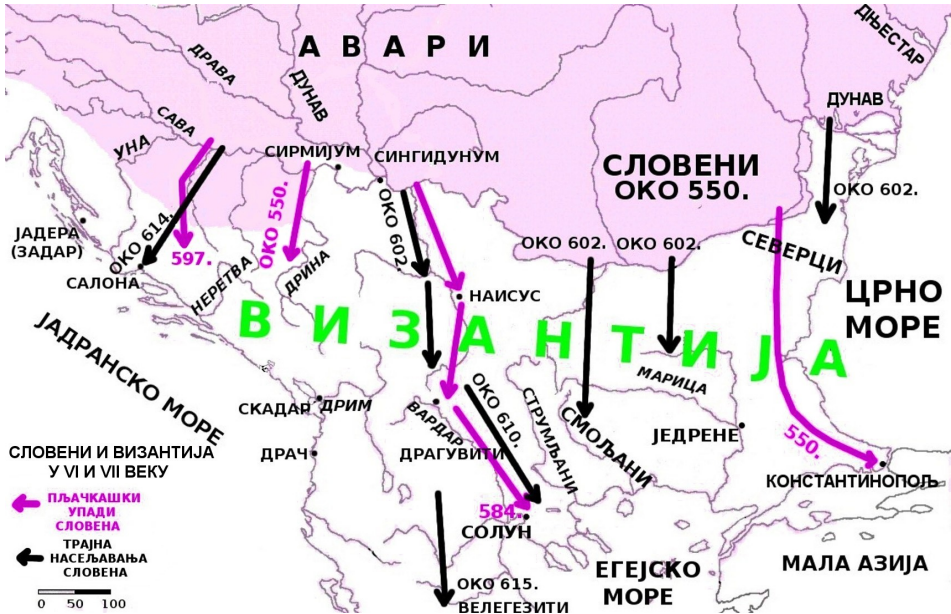 А В А Р И
ДЊЕСТАР
ДРАВА
ДУНАВ
ДУНАВ
САВА
УНА
СИРМИЈУМ
СИНГИДУНУМ
СЛОВЕНИ
ОКО 550.
ОКО 602.
ОКО 550.
ОКО 602.
ЈАДЕРА
(ЗАДАР)
ОКО 614.
597.
ОКО 602.
ОКО 602.
СЕВЕРЦИ
САЛОНА
НЕРЕТВА
ДРИНА
НАИСУС
ЦРНО
МОРЕ
В И З А Н Т И Ј А
ЈАДРАНСКО МОРЕ
МАРИЦА
СКАДАР
ДРИМ
ВАРДАР
ОКО 610.
СТРУМЉАНИ
СМОЉАНИ
ЈЕДРЕНЕ
550.
ДРАЧ
ДРАГУВИТИ
КОНСТАНТИНОПОЉ
СЛОВЕНИ И ВИЗАНТИЈА
У VI И VII ВЕКУ
ПЉАЧКАШКИ
УПАДИ
СЛОВЕНА
ТРАЈНА
НАСЕЉАВАЊА
СЛОВЕНА
0 50 100
584.
СОЛУН
ЕГЕЈСКО
МОРЕ
МАЛА АЗИЈА
ОКО 615.
ВЕЛЕГЕЗИТИ